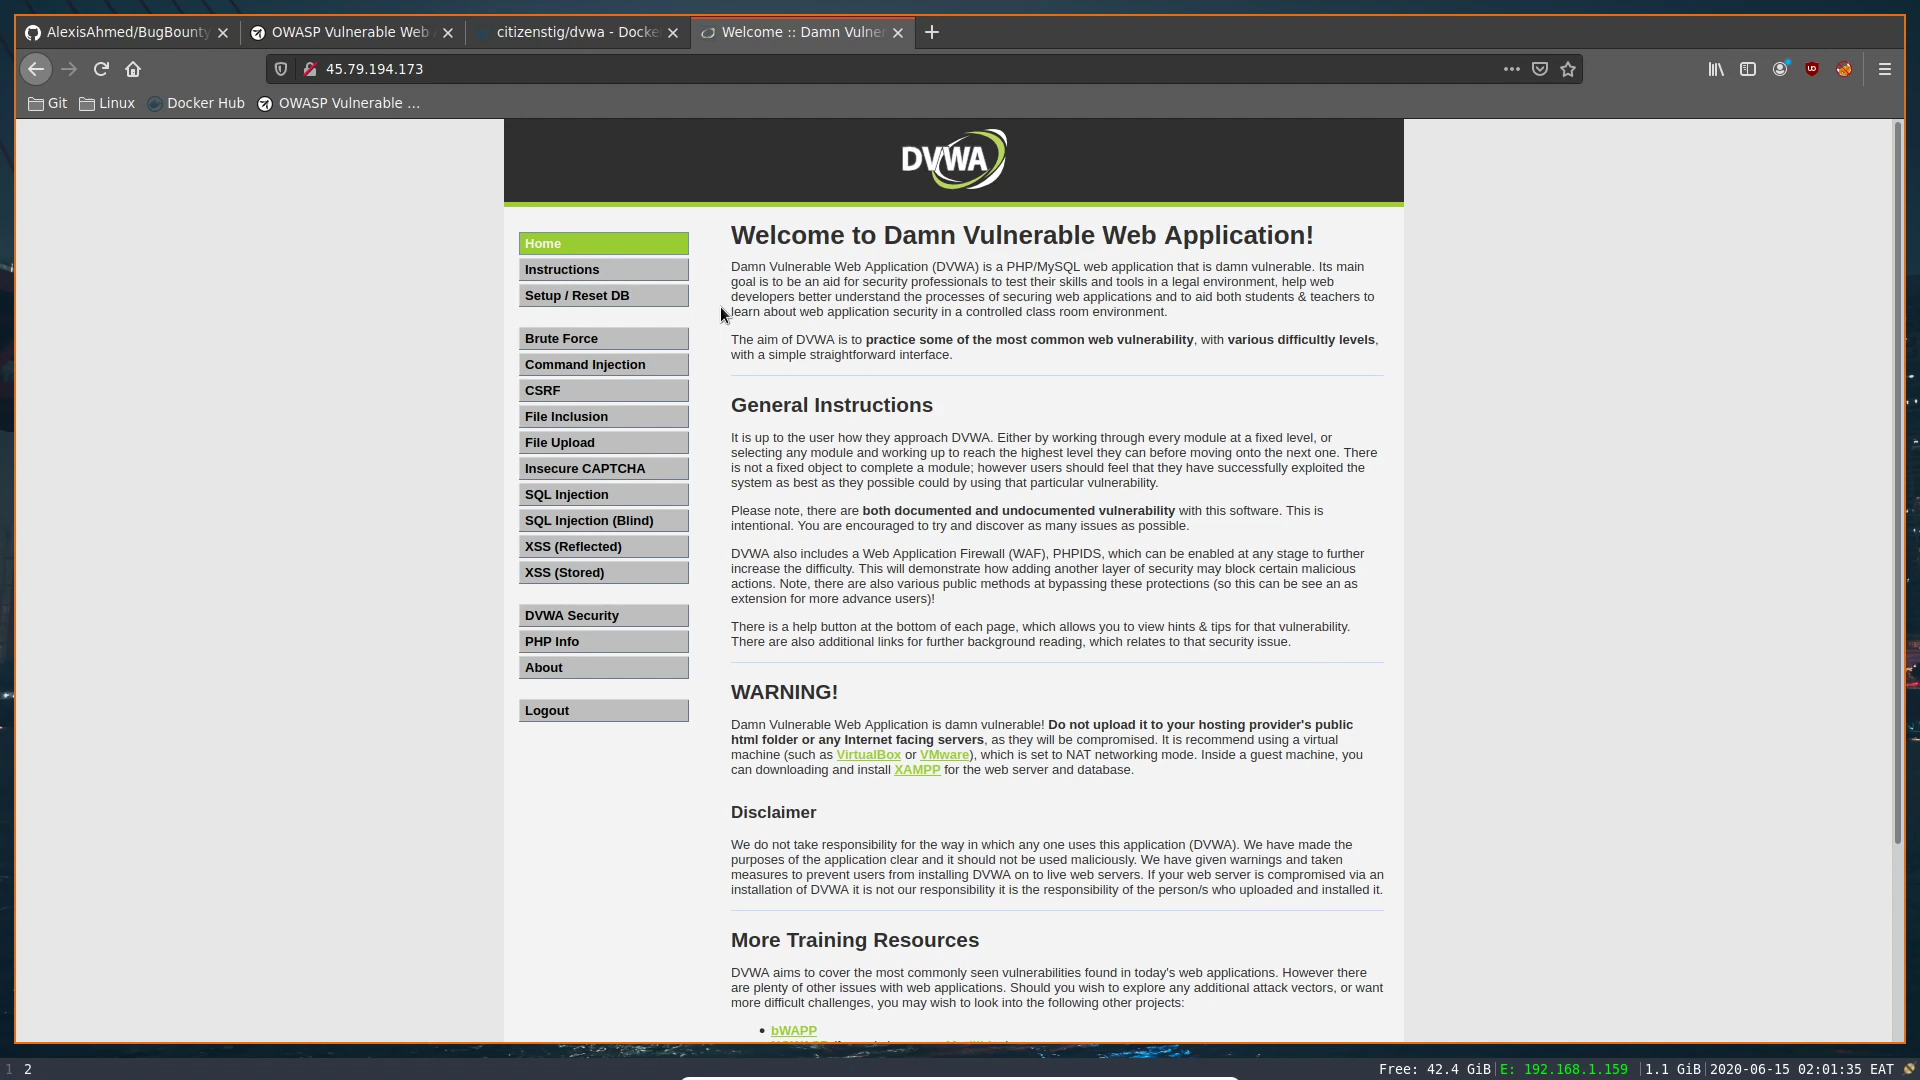 AlexisAhmed/BugBounty
OWASP Vulnerable Web
citizenstig/dvwa - Docke
Welcome :: Damn Vulner
45.79.194.173
Git
Linux
Docker Hub
OWASP Vulnerable ...
DVWA
Home
Instructions
Setup / Reset DB
Brute Force
Command Injection
CSRF
File Inclusion
File Upload
Insecure CAPTCHA
SQL Injection
SQL Injection (Blind)
XSS (Reflected)
XSS (Stored)
DVWA Security
PHP Info
About
Logout
Welcome to Damn Vulnerable Web Application!
Damn Vulnerable Web Application (DVWA) is a PHP/MySQL web application that is damn vulnerable. Its main
goal is to be an aid for security professionals to test their skills and tools in a legal environment, help web
developers better understand the processes of securing web applications and to aid both students & teachers to
learn about web application security in a controlled class room environment.
The aim of DVWA is to practice some of the most common web vulnerability, with various difficultly levels,
with a simple straightforward interface.
General Instructions
It is up to the user how they approach DVWA. Either by working through every module at a fixed level, or
selecting any module and working up to reach the highest level they can before moving onto the next one. There
is not a fixed object to complete a module; however users should feel that they have successfully exploited the
system as best as they possible could by using that particular vulnerability.
Please note, there are both documented and undocumented vulnerability with this software. This is
intentional. You are encouraged to try and discover as many issues as possible.
DVWA also includes a Web Application Firewall (WAF), PHPIDS, which can be enabled at any stage to further
increase the difficulty. This will demonstrate how adding another layer of security may block certain malicious
actions. Note, there are also various public methods at bypassing these protections (so this can be see an as
extension for more advance users)!
There is a help button at the bottom of each page, which allows you to view hints & tips for that vulnerability.
There are also additional links for further background reading, which relates to that security issue.
WARNING!
Damn Vulnerable Web Application is damn vulnerable! Do not upload it to your hosting provider's public
html folder or any Internet facing servers, as they will be compromised. It is recommend using a virtual
machine (such as VirtualBox or VMware), which is set to NAT networking mode. Inside a guest machine, you
can downloading and install XAMPP for the web server and database.
Disclaimer
We do not take responsibility for the way in which any one uses this application (DVWA). We have made the
purposes of the application clear and it should not be used maliciously. We have given warnings and taken
measures to prevent users from installing DVWA on to live web servers. If your web server is compromised via an
installation of DVWA it is not our responsibility it is the responsibility of the person/s who uploaded and installed it.
More Training Resources
DVWA aims to cover the most commonly seen vulnerabilities found in today's web applications. However there
are plenty of other issues with web applications. Should you wish to explore any additional attack vectors, or want
more difficult challenges, you may wish to look into the following other projects:
• bWAPP
1 2
Free: 42.4 GiB|E: 192.168.1.159 |1.1 GiB|2020-06-15 02:01:35 EAT